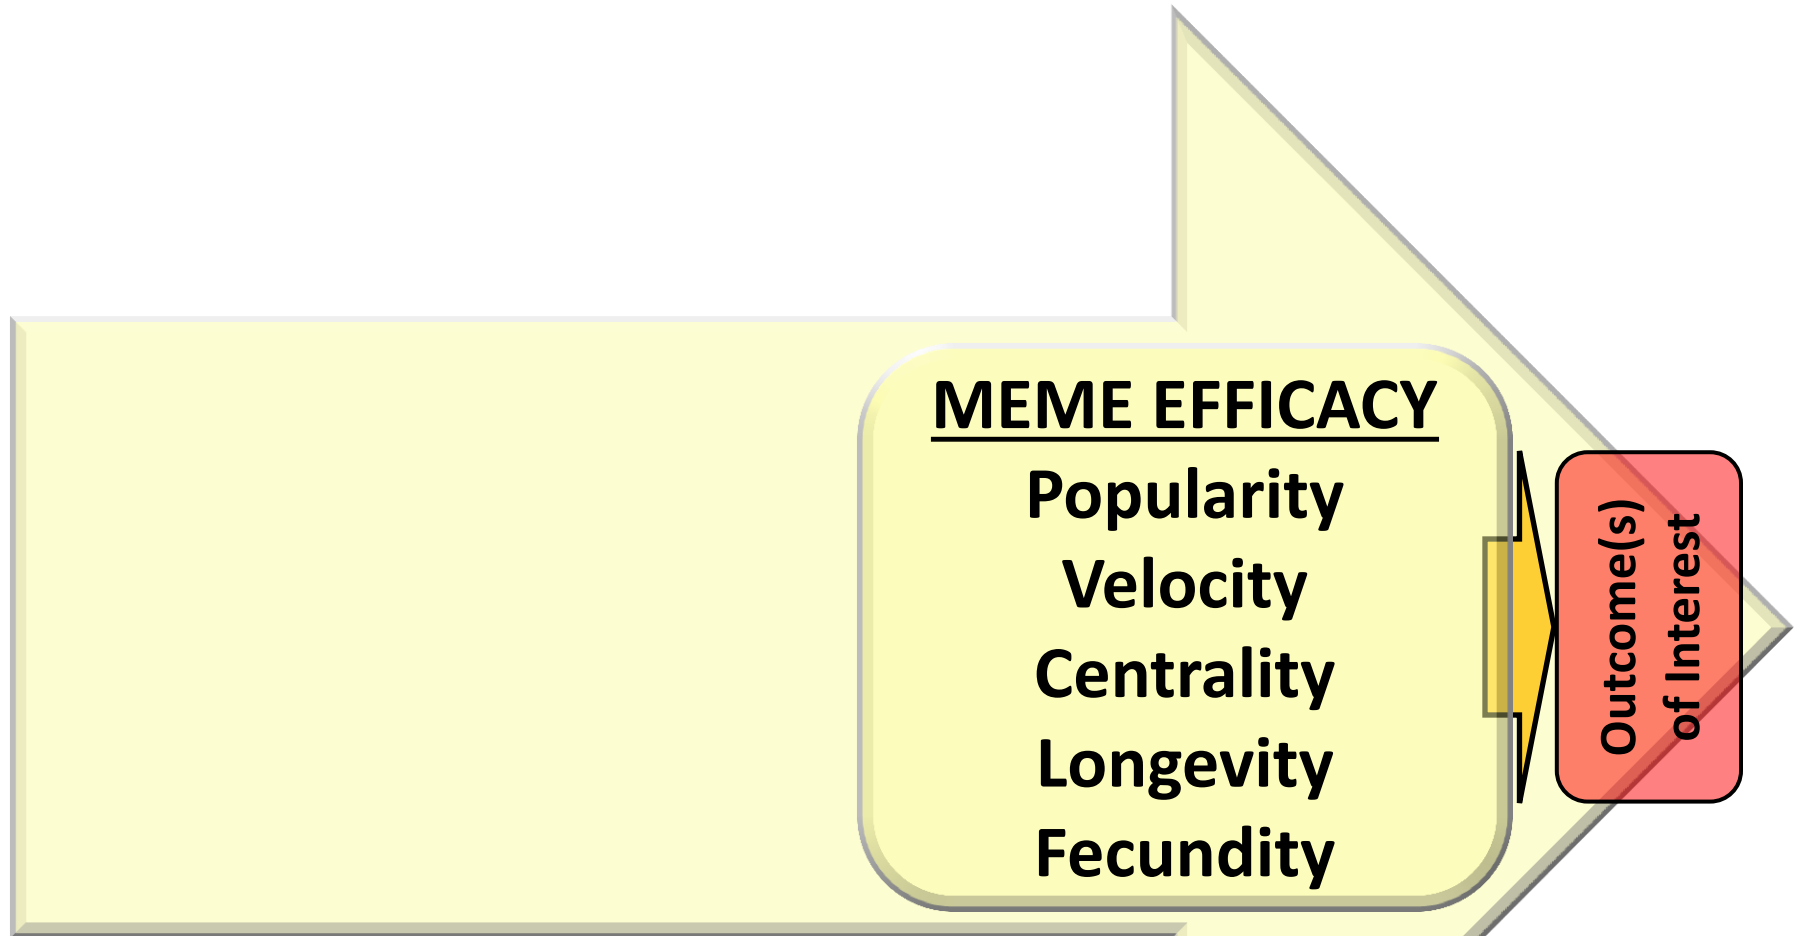 MEME EFFICACY
Popularity
Velocity
Centrality
Longevity
Fecundity
Outcome(s)
of Interest